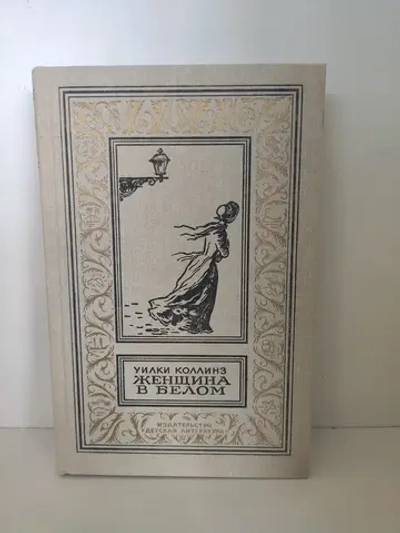 УИЛКИ КОЛЛИНЗ
ЖЕНЩИНА
В БЕЛОМ
ИЗДАТЕЛЬСТВО
"ДЕТСКАЯ ЛИТЕРАТУРА"